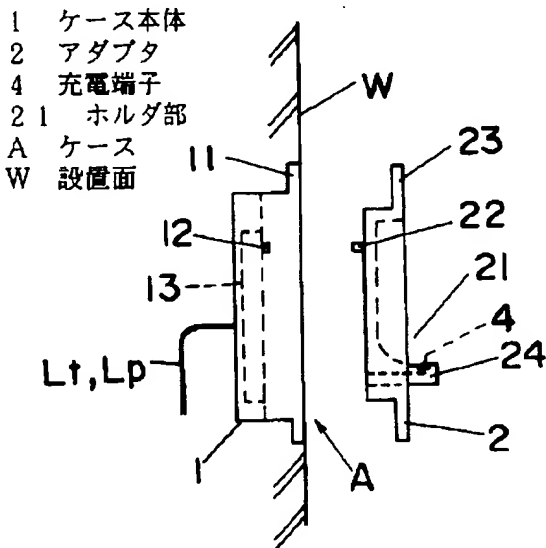 1 ケース本体
2 アダプタ
4 充電端子
21 ホルダ部
A ケース
W 設置面
W
11
23
12
22
13
21
4
Lt,Lp
24
1
A
2